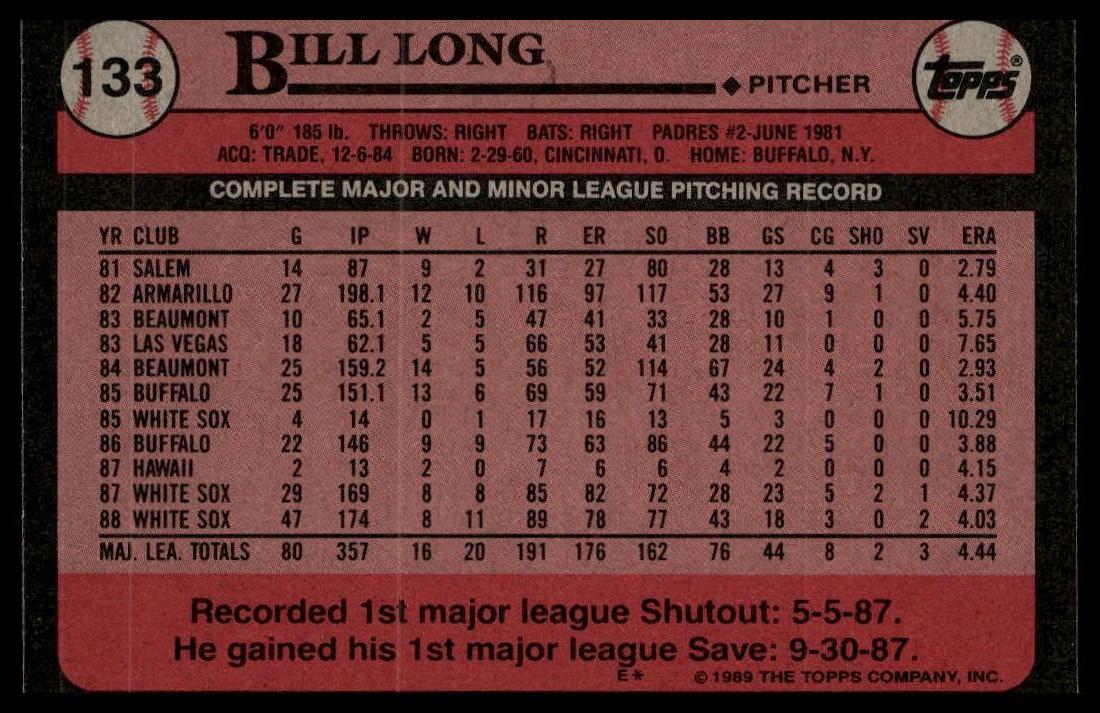 133
BILL LONG
◆ PITCHER
TOPPS®
6'0" 185 lb. THROWS: RIGHT BATS: RIGHT PADRES #2-JUNE 1981
ACQ: TRADE, 12-6-84 BORN: 2-29-60, CINCINNATI, O. HOME: BUFFALO, N.Y.
COMPLETE MAJOR AND MINOR LEAGUE PITCHING RECORD
YR CLUB G IP W L R ER SO BB GS CG SHO SV ERA
81 SALEM 14 87 9 2 31 27 80 28 13 4 3 0 2.79
82 ARMARILLO 27 198.1 12 10 116 97 117 53 27 9 1 0 4.40
83 BEAUMONT 10 65.1 2 5 47 41 33 28 10 1 0 0 5.75
83 LAS VEGAS 18 62.1 5 5 66 53 41 28 11 0 0 0 7.65
84 BEAUMONT 25 159.2 14 5 56 52 114 67 24 4 2 0 2.93
85 BUFFALO 25 151.1 13 6 69 59 71 43 22 7 1 0 3.51
85 WHITE SOX 4 14 0 1 17 16 13 5 3 0 0 0 10.29
86 BUFFALO 22 146 9 9 73 63 86 44 22 5 0 0 3.88
87 HAWAII 2 13 2 0 7 6 6 4 2 0 0 0 4.15
87 WHITE SOX 29 169 8 8 85 82 72 28 23 5 2 1 4.37
88 WHITE SOX 47 174 8 11 89 78 77 43 18 3 0 2 4.03
MAJ. LEA. TOTALS 80 357 16 20 191 176 162 76 44 8 2 3 4.44
Recorded 1st major league Shutout: 5-5-87.
He gained his 1st major league Save: 9-30-87.
E* © 1989 THE TOPPS COMPANY, INC.